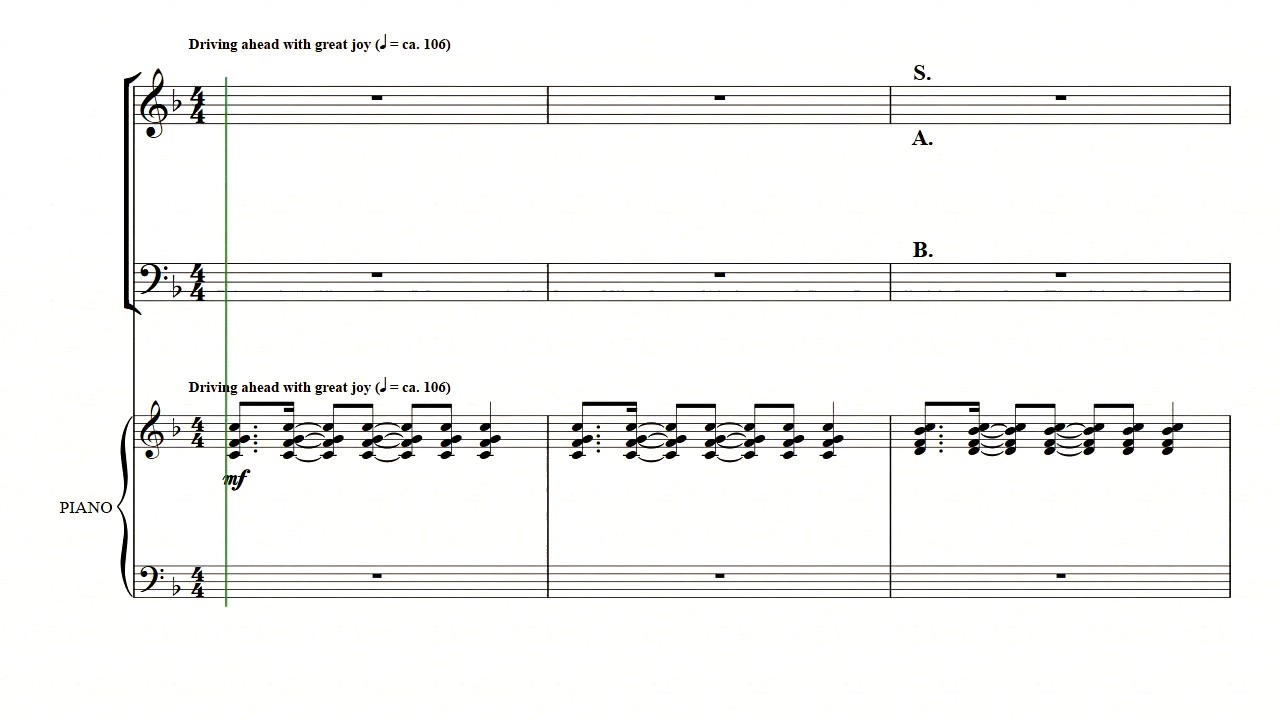 Driving ahead with great joy (♩ = ca. 106)
S.
A.
B.
Driving ahead with great joy (♩ = ca. 106)
mf
PIANO